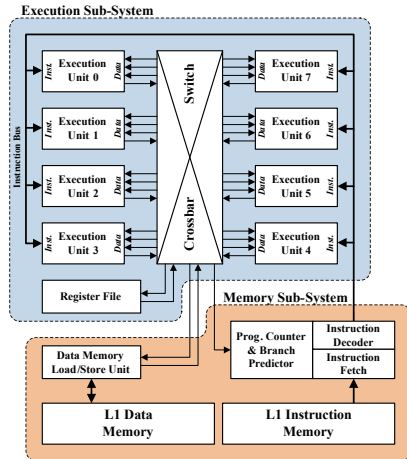 Execution Sub-System
Instruction Bus
Inst.
Execution
Unit 0
Data
Inst.
Execution
Unit 1
Data
Inst.
Execution
Unit 2
Data
Inst.
Execution
Unit 3
Data
Crossbar Switch
Data
Execution
Unit 7
Inst.
Data
Execution
Unit 6
Inst.
Data
Execution
Unit 5
Inst.
Data
Execution
Unit 4
Inst.
Register File
Memory Sub-System
Data Memory
Load/Store Unit
Prog. Counter
& Branch
Predictor
Instruction
Decoder
Instruction
Fetch
L1 Data
Memory
L1 Instruction
Memory